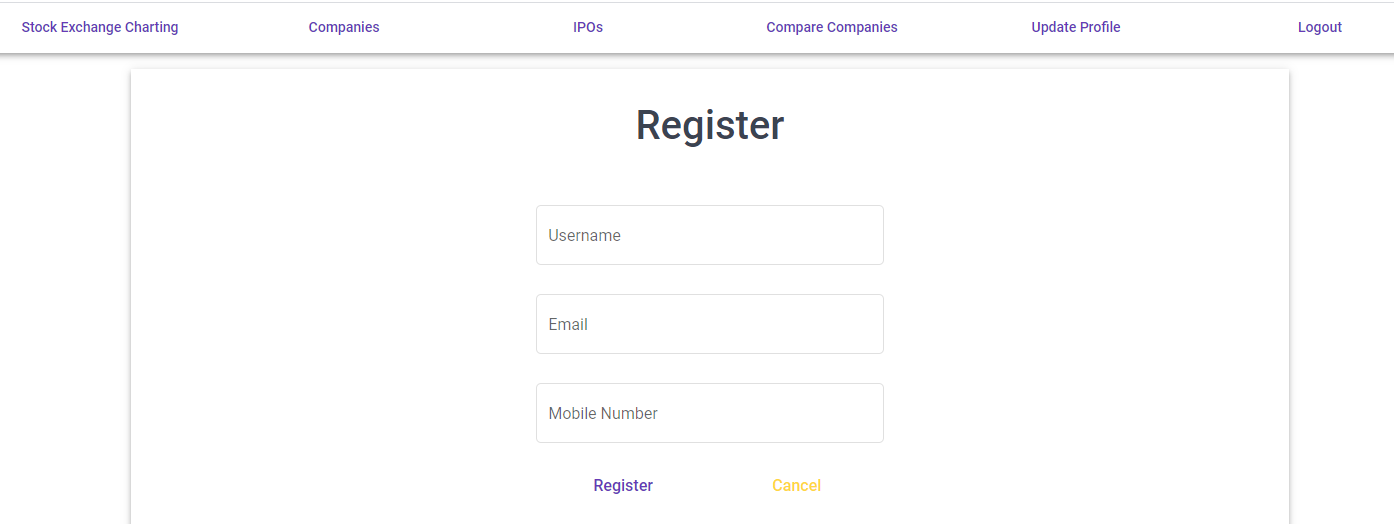 Stock Exchange Charting Companies IPOs Compare Companies Update Profile Logout
Register
Username
Email
Mobile Number
Register Cancel